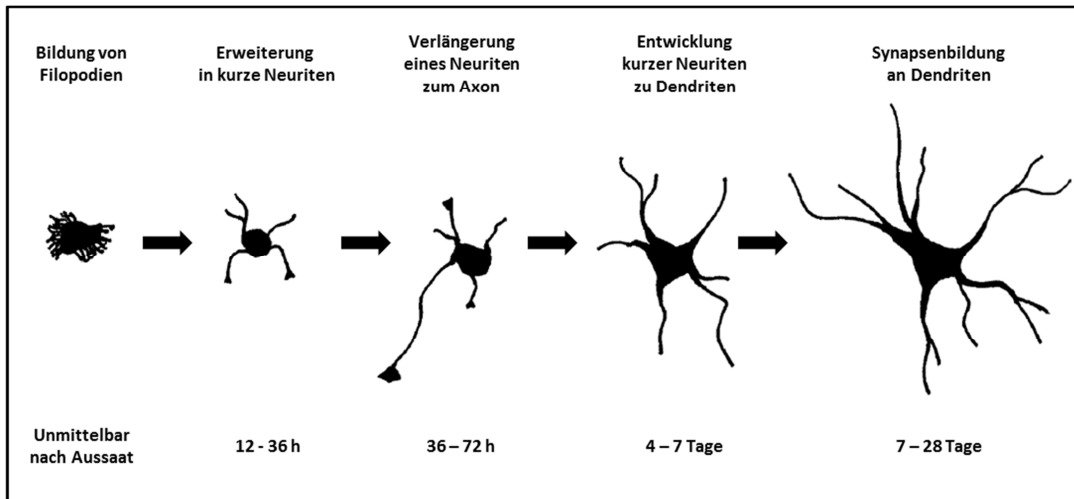 Bildung von
Filopodien
Erweiterung
in kurze Neuriten
Verlängerung
eines Neuriten
zum Axon
Entwicklung
kurzer Neuriten
zu Dendriten
Synapsenbildung
an Dendriten
Unmittelbar
nach Aussaat
12 - 36 h
36 – 72 h
4 – 7 Tage
7 – 28 Tage